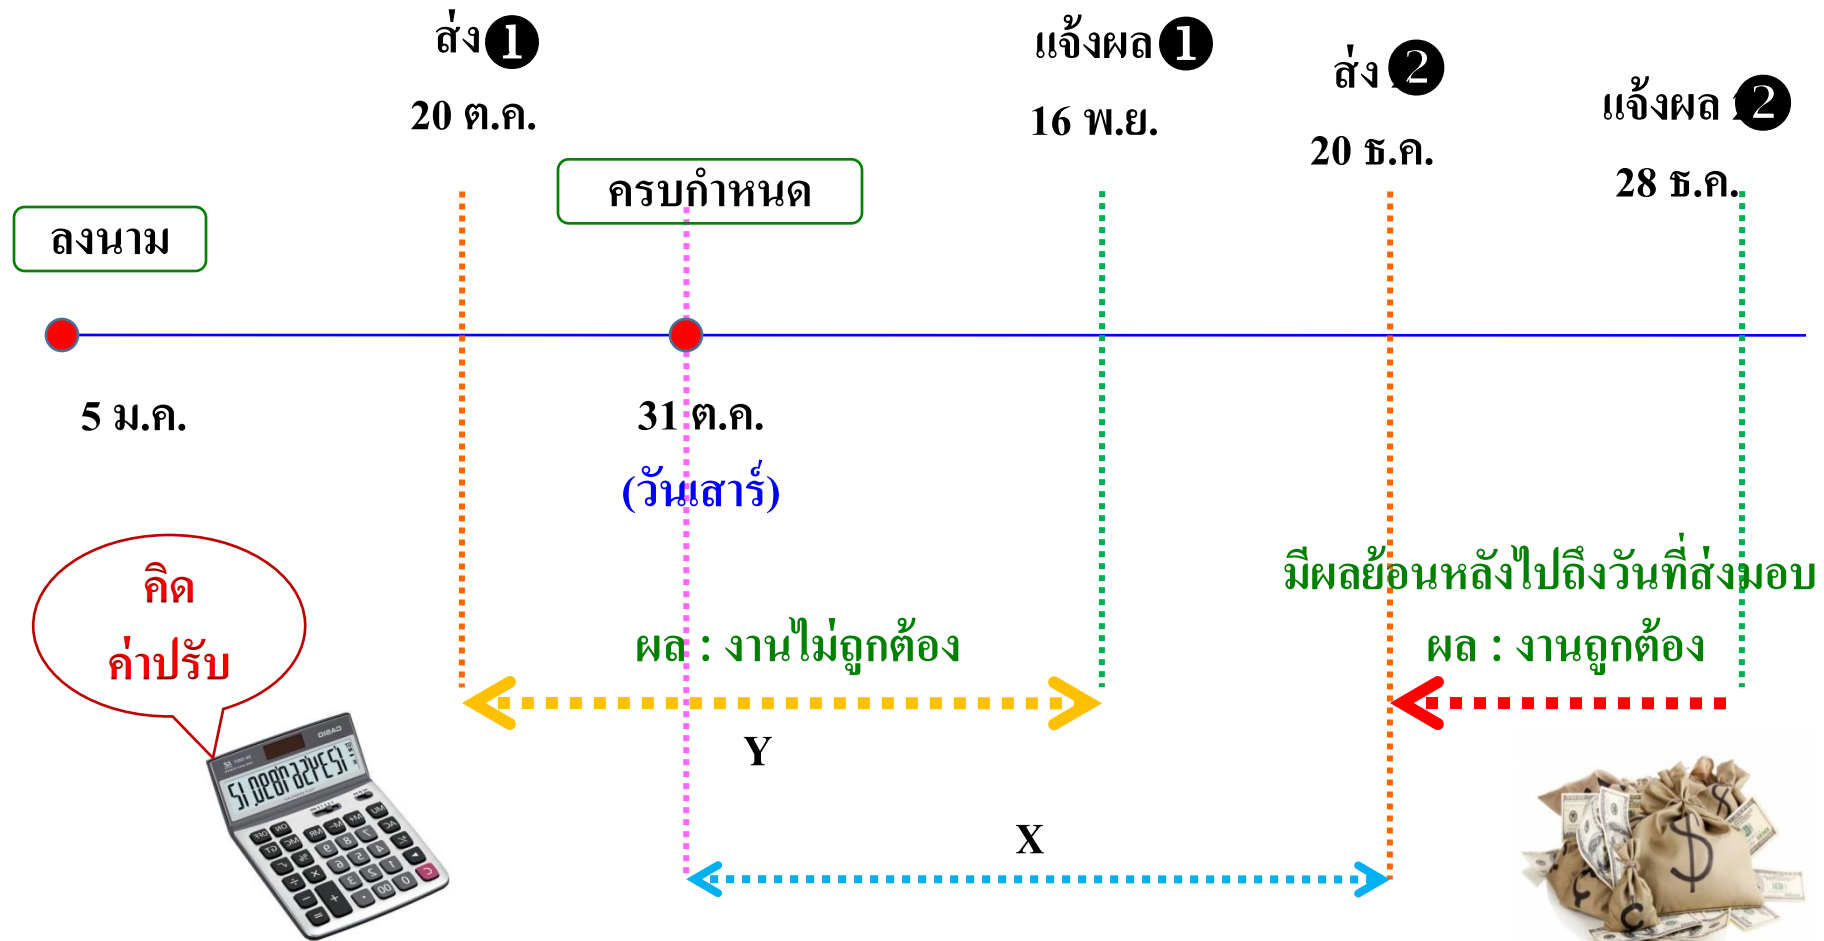 ส่ง 1
20 ต.ค.
แจ้งผล 1
16 พ.ย.
ส่ง 2
20 ธ.ค.
แจ้งผล 2
28 ธ.ค.
ครบกำหนด
ลงนาม
5 ม.ค.
31 ต.ค.
(วันเสาร์)
คิด
ค่าปรับ
มีผลย้อนหลังไปถึงวันที่ส่งมอบ
ผล : งานไม่ถูกต้อง
ผล : งานถูกต้อง
Y
X
CASIO